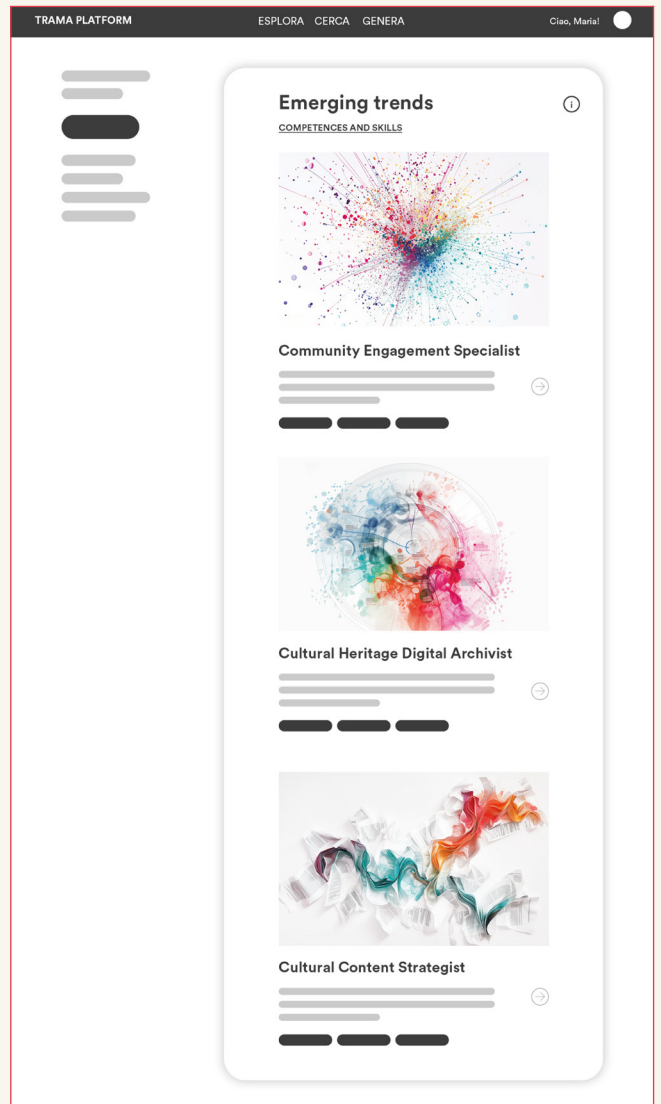 TRAMA PLATFORM
ESPLORA CERCA GENERA
Ciao, Maria!
Emerging trends
COMPETENCES AND SKILLS
Community Engagement Specialist
Cultural Heritage Digital Archivist
Cultural Content Strategist